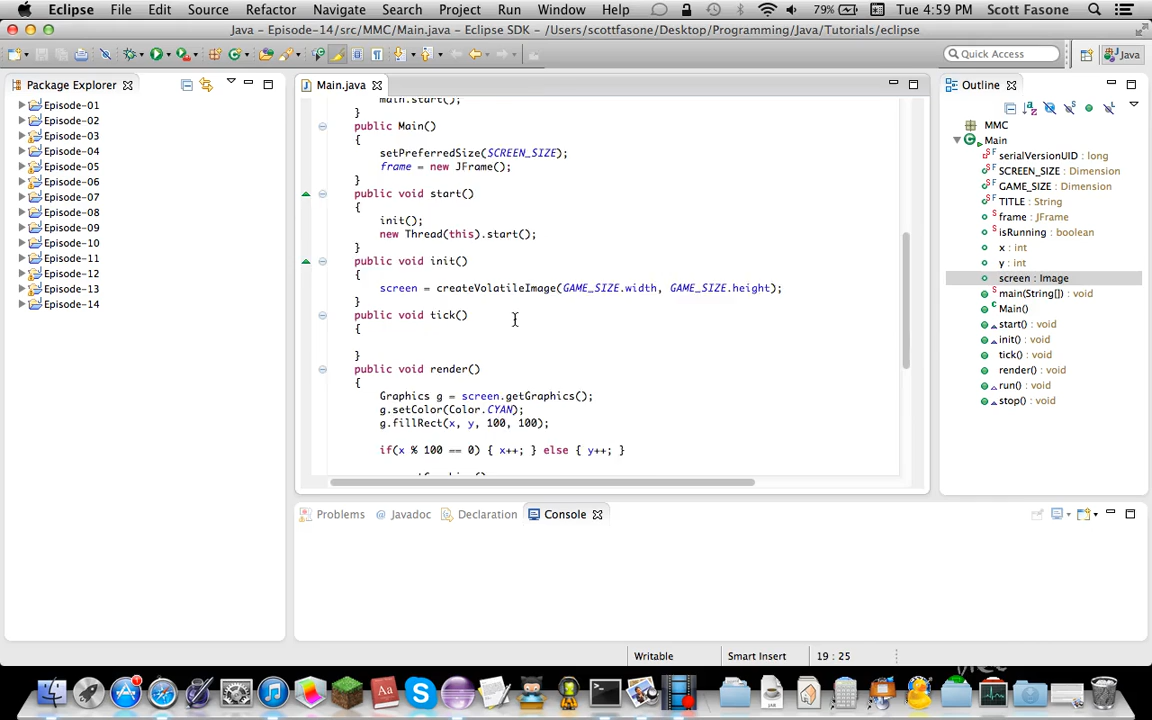 Eclipse File Edit Source Refactor Navigate Search Project Run Window Help 79% Tue 4:59 PM Scott Fasone
Java – Episode-14/src/MMC/Main.java – Eclipse SDK – /Users/scottfasone/Desktop/Programming/Java/Tutorials/eclipse
Quick Access Java
Package Explorer
Episode-01
Episode-02
Episode-03
Episode-04
Episode-05
Episode-06
Episode-07
Episode-08
Episode-09
Episode-10
Episode-11
Episode-12
Episode-13
Episode-14
Main.java
main.start();
}
public Main()
{
setPreferredSize(SCREEN_SIZE);
frame = new JFrame();
}
public void start()
{
init();
new Thread(this).start();
}
public void init()
{
screen = createVolatileImage(GAME_SIZE.width, GAME_SIZE.height);
}
public void tick()
{
}
public void render()
{
Graphics g = screen.getGraphics();
g.setColor(Color.CYAN);
g.fillRect(x, y, 100, 100);
if(x % 100 == 0) { x++; } else { y++; }
Outline
MMC
Main
serialVersionUID : long
SCREEN_SIZE : Dimension
GAME_SIZE : Dimension
TITLE : String
frame : JFrame
isRunning : boolean
x : int
y : int
screen : Image
main(String[]) : void
Main()
start() : void
init() : void
tick() : void
render() : void
run() : void
stop() : void
Problems Javadoc Declaration Console
Writable Smart Insert 19 : 25